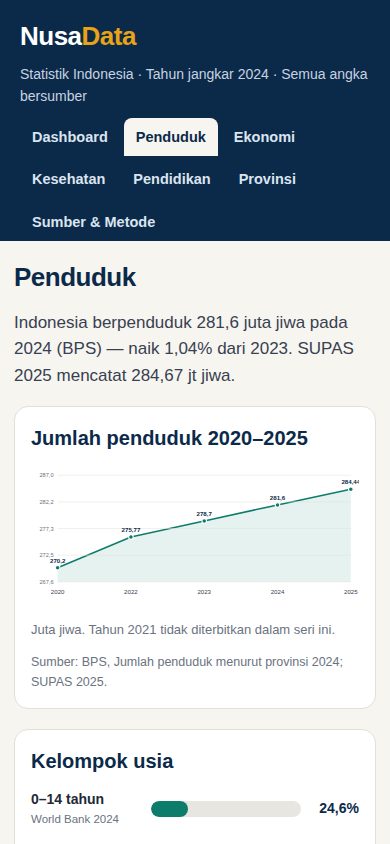 NusaData
Statistik Indonesia · Tahun jangkar 2024 · Semua angka
bersumber
Dashboard Penduduk Ekonomi
Kesehatan Pendidikan Provinsi
Sumber & Metode
Penduduk
Indonesia berpenduduk 281,6 juta jiwa pada
2024 (BPS) — naik 1,04% dari 2023. SUPAS
2025 mencatat 284,67 jt jiwa.
Jumlah penduduk 2020–2025
287,0
284,44
282,2
281,6
278,7
277,3
275,77
272,5
270,2
267,6
2020 2022 2023 2024 2025
Juta jiwa. Tahun 2021 tidak diterbitkan dalam seri ini.
Sumber: BPS, Jumlah penduduk menurut provinsi 2024;
SUPAS 2025.
Kelompok usia
0–14 tahun
World Bank 2024
24,6%